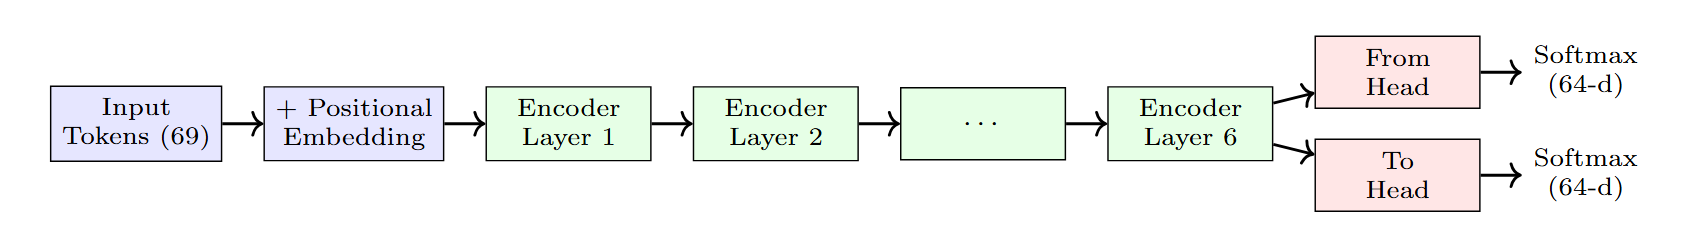 Input
Tokens (69)
+ Positional
Embedding
Encoder
Layer 1
Encoder
Layer 2
...
Encoder
Layer 6
From
Head
Softmax
(64-d)
To
Head
Softmax
(64-d)